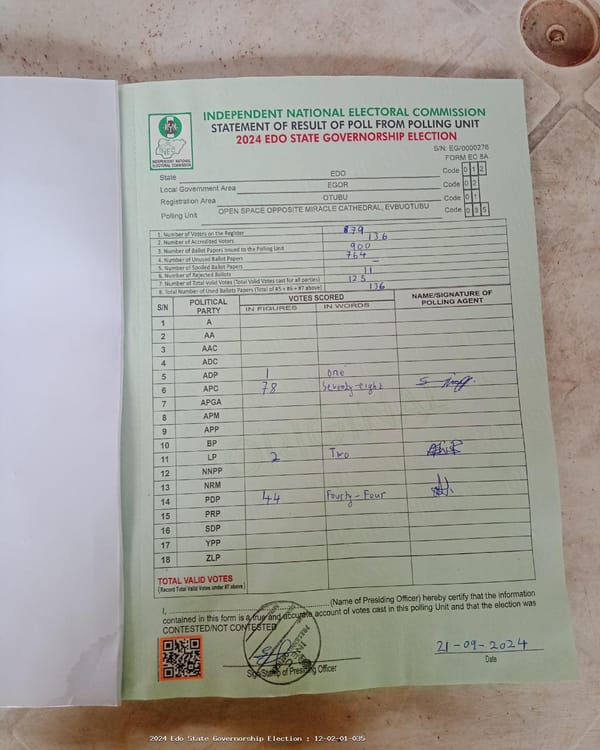 INDEPENDENT NATIONAL ELECTORAL COMMISSION
STATEMENT OF RESULT OF POLL FROM POLLING UNIT
2024 EDO STATE GOVERNORSHIP ELECTION
INDEPENDENT NATIONAL ELECTORAL COMMISSION
S/N: EG/0000276
FORM EC 8A
State EDO Code 0 1 2
Local Government Area EGOR Code 0 2
Registration Area OTUBU Code 0 1
Polling Unit OPEN SPACE OPPOSITE MIRACLE CATHEDRAL, EVBUOTUBU Code 0 3 5
1. Number of Voters on the Register 879
2. Number of Accredited Voters 136
3. Number of Ballot Papers Issued to the Polling Unit 900
4. Number of Unused Ballot Papers 764
5. Number of Spoiled Ballot Papers –
6. Number of Rejected Ballots 11
7. Number of Total Valid Votes (Total Valid Votes cast for all parties) 125
8. Total Number of Used Ballots Papers (Total of #5 + #6 + #7 above) 136
S/N POLITICAL PARTY VOTES SCORED NAME/SIGNATURE OF POLLING AGENT
IN FIGURES IN WORDS
1 A
2 AA
3 AAC
4 ADC
5 ADP 1 One
6 APC 78 Seventy-eight
7 APGA
8 APM
9 APP
10 BP
11 LP 2 Two
12 NNPP
13 NRM
14 PDP 44 Fourty-Four
15 PRP
16 SDP
17 YPP
18 ZLP
TOTAL VALID VOTES
(Record Total Valid Votes under #7 above)
I, (Name of Presiding Officer) hereby certify that the information
contained in this form is a true and accurate account of votes cast in this polling Unit and that the election was
CONTESTED/NOT CONTESTED
21-09-2024
Sign/Stamp of Presiding Officer Date
2024 Edo State Governorship Election : 12-02-01-035